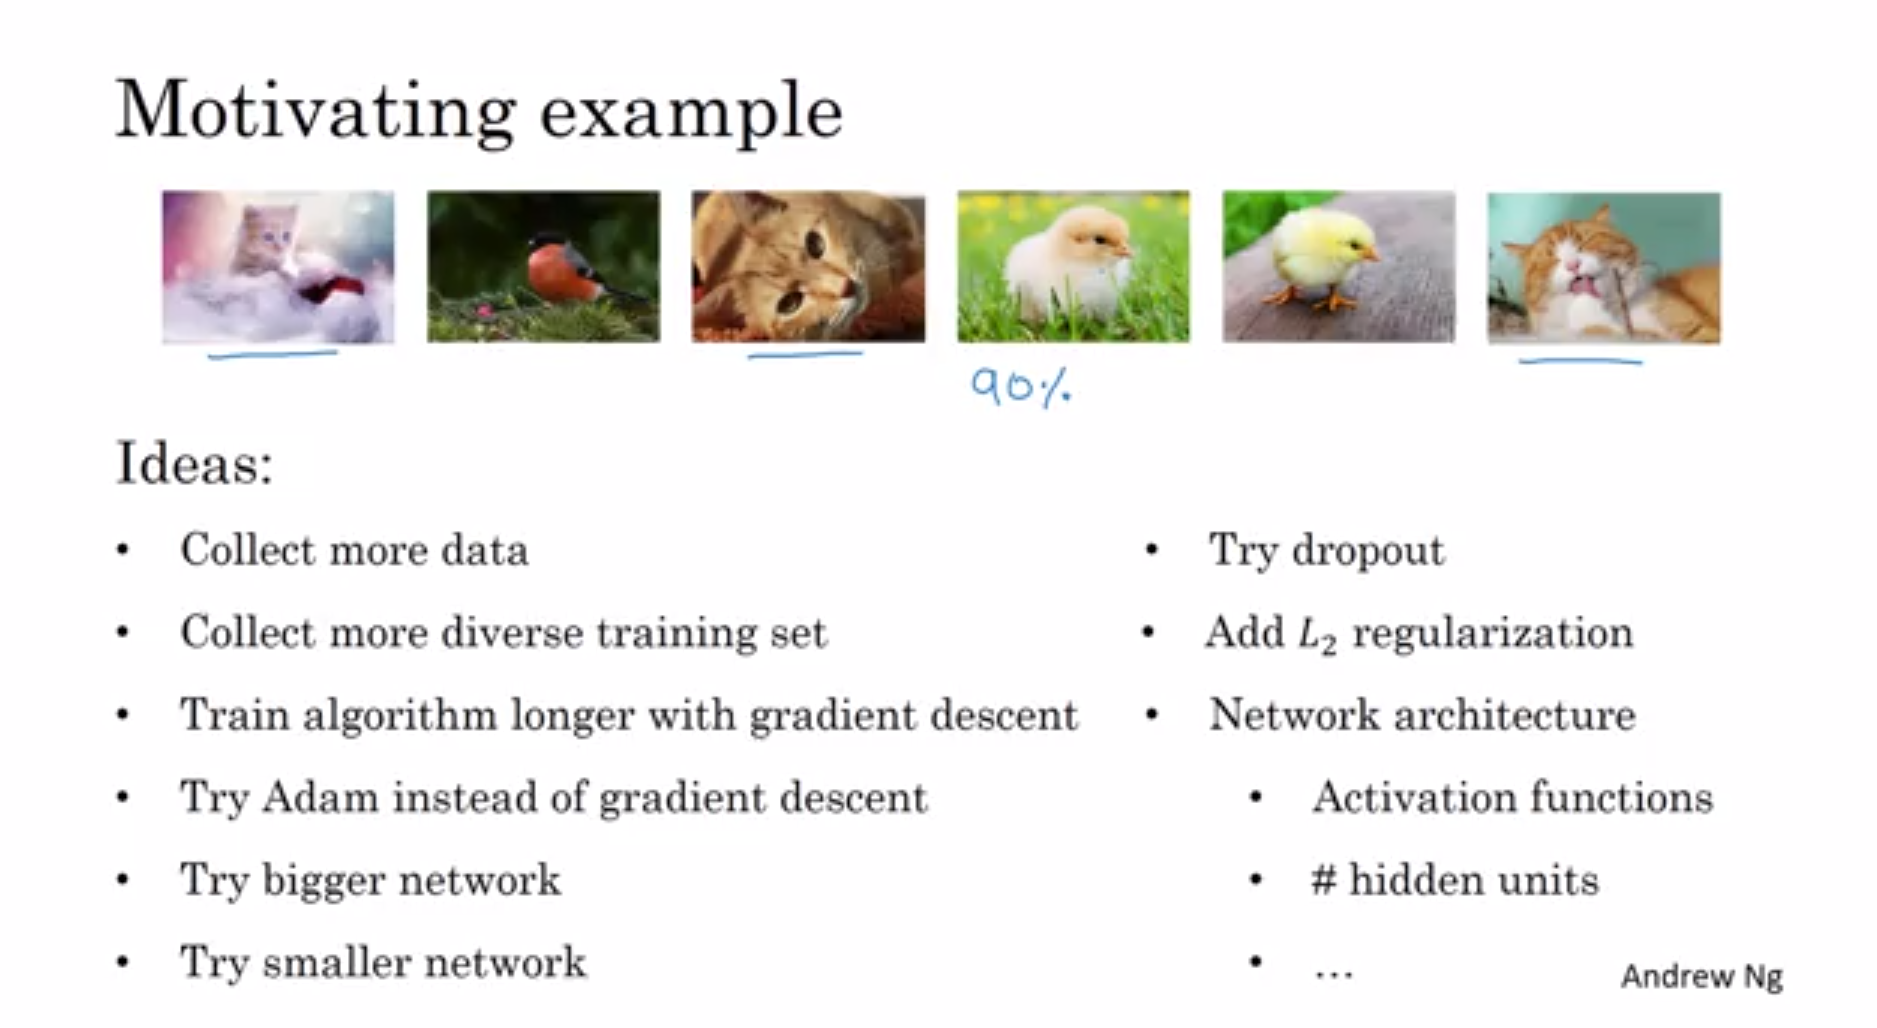 Motivating example
90%
Ideas:
• Collect more data
• Collect more diverse training set
• Train algorithm longer with gradient descent
• Try Adam instead of gradient descent
• Try bigger network
• Try smaller network
• Try dropout
• Add L₂ regularization
• Network architecture
• Activation functions
• # hidden units
• ...
Andrew Ng